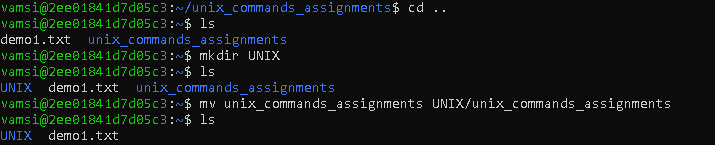 vamsi@2ee01841d7d05c3:~/unix_commands_assignments$ cd ..
vamsi@2ee01841d7d05c3:~$ ls
demo1.txt  unix_commands_assignments
vamsi@2ee01841d7d05c3:~$ mkdir UNIX
vamsi@2ee01841d7d05c3:~$ ls
UNIX  demo1.txt  unix_commands_assignments
vamsi@2ee01841d7d05c3:~$ mv unix_commands_assignments UNIX/unix_commands_assignments
vamsi@2ee01841d7d05c3:~$ ls
UNIX  demo1.txt